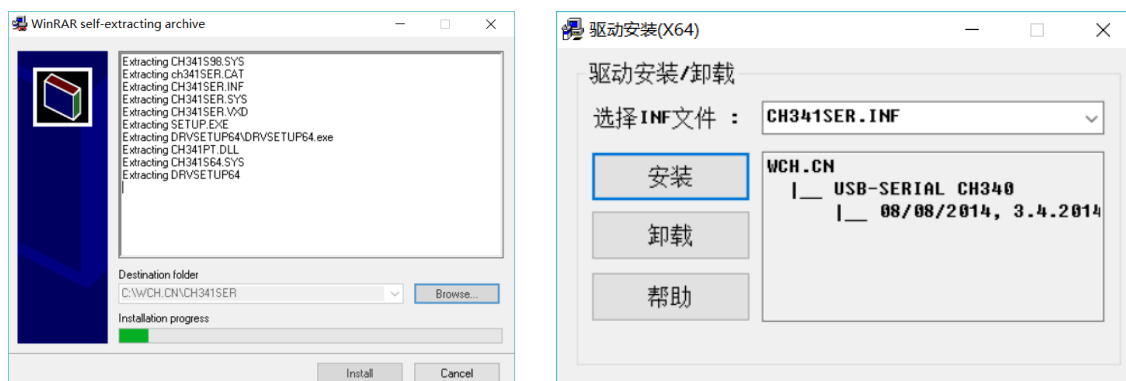 WinRAR self-extracting archive
Extracting CH341S98.SYS
Extracting ch341SER.CAT
Extracting CH341SER.INF
Extracting CH341SER.SYS
Extracting CH341SER.VXD
Extracting SETUP.EXE
Extracting DRVSETUP64\DRVSETUP64.exe
Extracting CH341PT.DLL
Extracting CH341S64.SYS
Extracting DRVSETUP64
Destination folder
C:\WCH.CN\CH341SER
Browse...
Installation progress
Install
Cancel
驱动安装(X64)
驱动安装/卸载
选择INF文件 :
CH341SER.INF
安装
卸载
帮助
WCH.CN
|__ USB-SERIAL CH340
|__ 08/08/2014, 3.4.2014